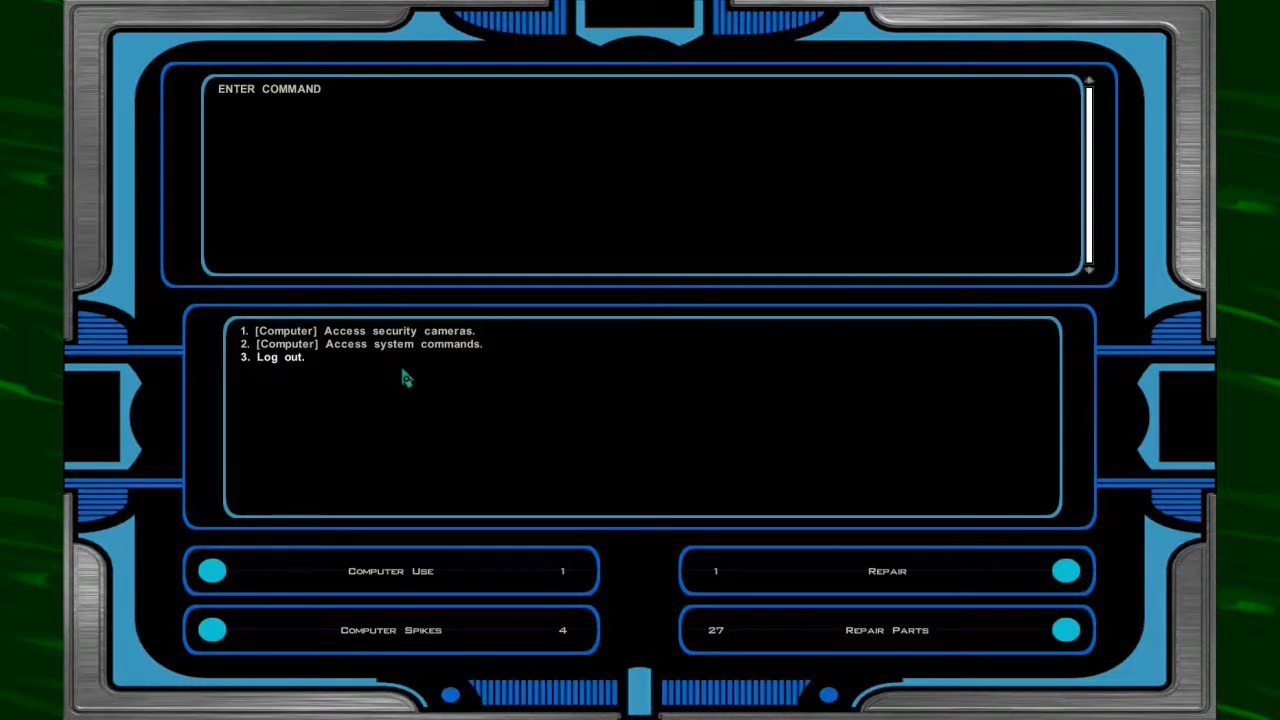 ENTER COMMAND
1. [Computer] Access security cameras.
2. [Computer] Access system commands.
3. Log out.
Computer Use 1
1 Repair
Computer Spikes 4
27 Repair Parts